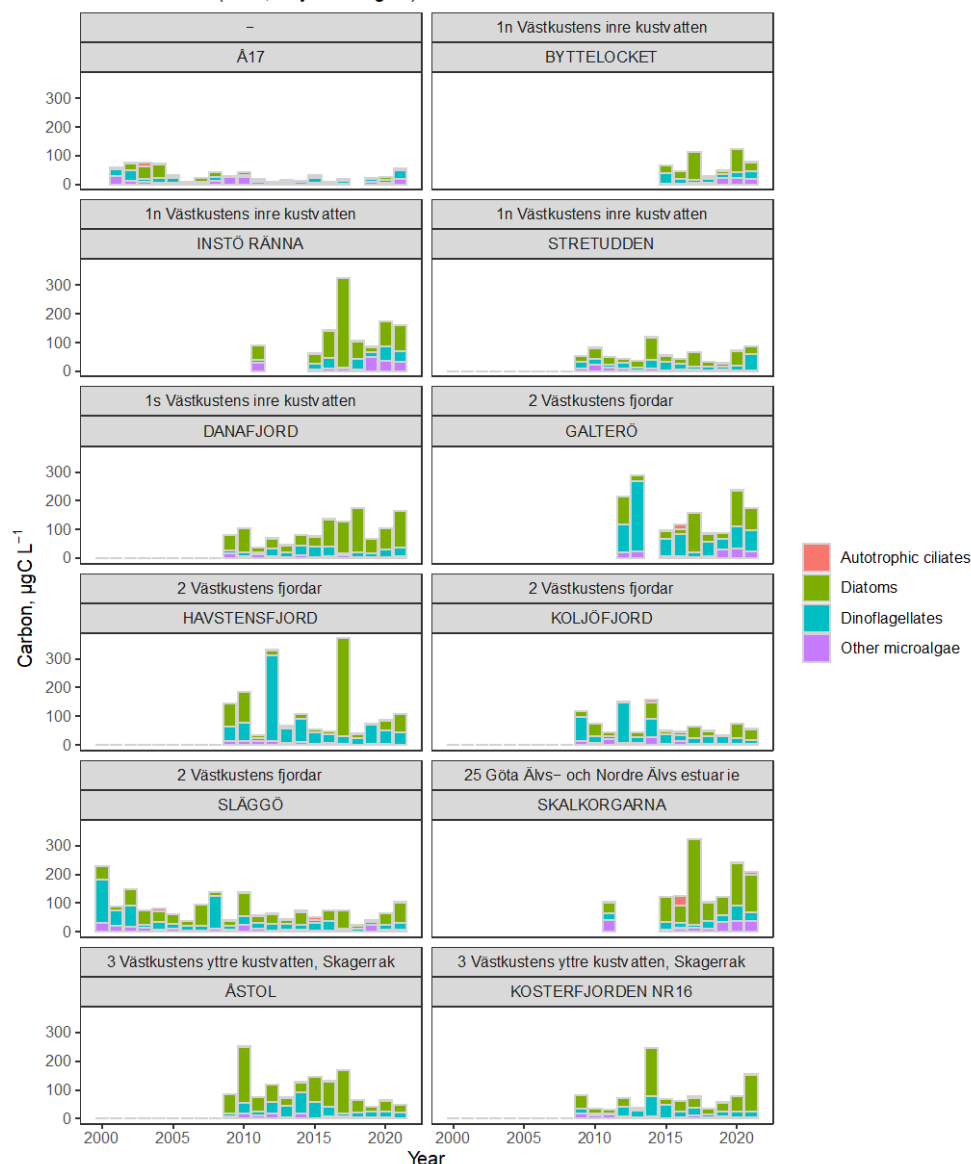 –
Å17
1n Västkustens inre kustvatten
BYTTELOCKET
300
200
100
0
1n Västkustens inre kustvatten
INSTÖ RÄNNA
1n Västkustens inre kustvatten
STRETUDDEN
300
200
100
0
1s Västkustens inre kustvatten
DANAFJORD
2 Västkustens fjordar
GALTERÖ
300
200
100
0
2 Västkustens fjordar
HAVSTENSFJORD
2 Västkustens fjordar
KOLJÖFJORD
300
200
100
0
2 Västkustens fjordar
SLÄGGÖ
25 Göta Älvs− och Nordre Älvs estuarie
SKALKORGARNA
300
200
100
0
3 Västkustens yttre kustvatten, Skagerrak
ÅSTOL
3 Västkustens yttre kustvatten, Skagerrak
KOSTERFJORDEN NR16
300
200
100
0
2000 2005 2010 2015 2020
2000 2005 2010 2015 2020
Year
Carbon, µgC L⁻¹
Autotrophic ciliates
Diatoms
Dinoflagellates
Other microalgae